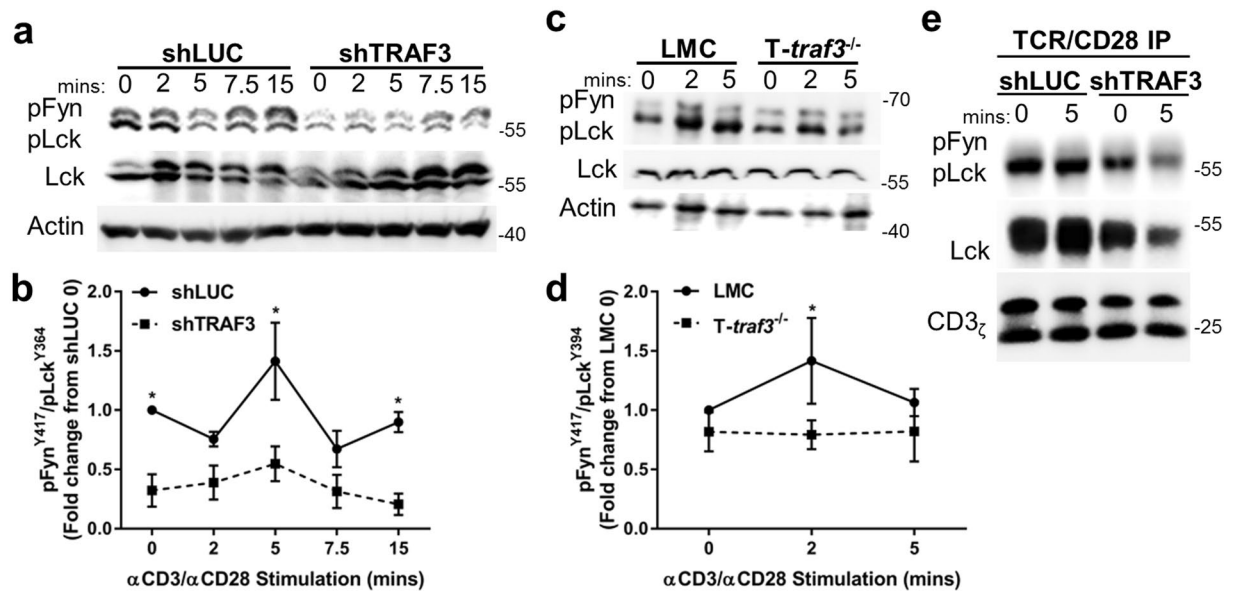 a
shLUC shTRAF3
mins: 0 2 5 7.5 15 0 2 5 7.5 15
pFyn
pLck
-55
Lck
-55
Actin
-40
b
2.0
1.5
1.0
0.5
0.0
pFynY417/pLckY364
(Fold change from shLUC 0)
shLUC
shTRAF3
*
*
*
0 2 5 7.5 15
αCD3/αCD28 Stimulation (mins)
c
LMC T-traf3-/-
mins: 0 2 5 0 2 5
pFyn
-70
pLck
Lck
-55
Actin
-40
d
2.0
1.5
1.0
0.5
0.0
pFynY417/pLckY394
(Fold change from LMC 0)
LMC
T-traf3-/-
*
0 2 5
αCD3/αCD28 Stimulation (mins)
e
TCR/CD28 IP
shLUC shTRAF3
mins: 0 5 0 5
pFyn
pLck
-55
-55
Lck
CD3ζ
-25